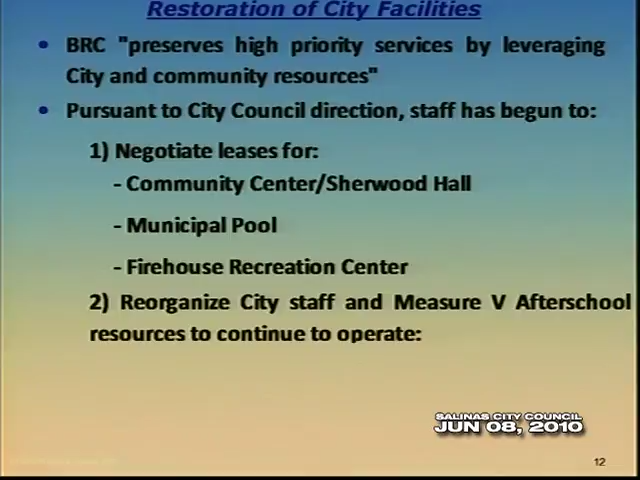 Restoration of City Facilities
• BRC "preserves high priority services by leveraging
City and community resources"
• Pursuant to City Council direction, staff has begun to:
1) Negotiate leases for:
- Community Center/Sherwood Hall
- Municipal Pool
- Firehouse Recreation Center
2) Reorganize City staff and Measure V Afterschool
resources to continue to operate:
SALINAS CITY COUNCIL
JUN 08, 2010
12